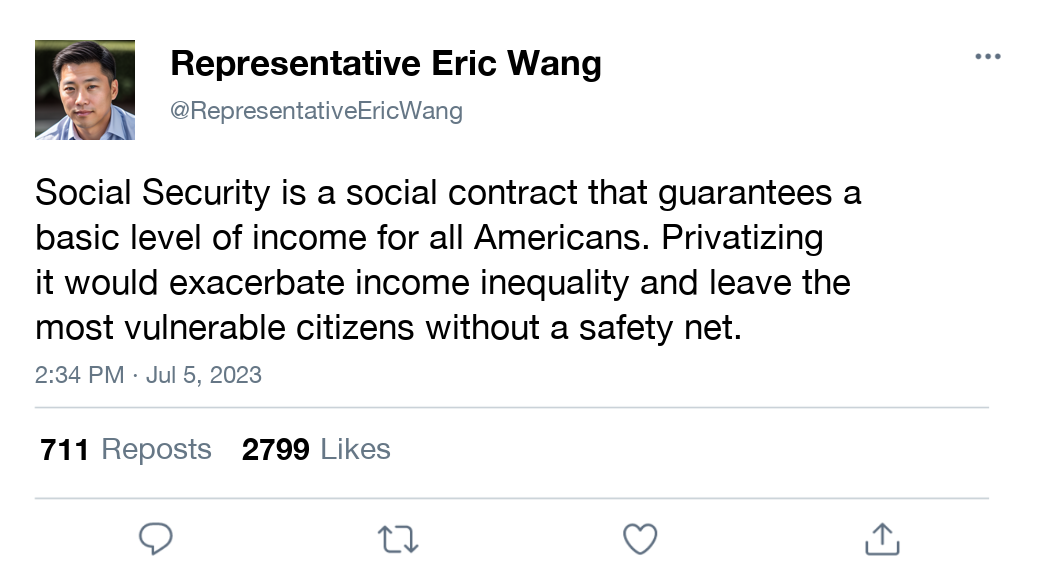 Representative Eric Wang
@RepresentativeEricWang
Social Security is a social contract that guarantees a
basic level of income for all Americans. Privatizing
it would exacerbate income inequality and leave the
most vulnerable citizens without a safety net.
2:34 PM · Jul 5, 2023
711 Reposts 2799 Likes